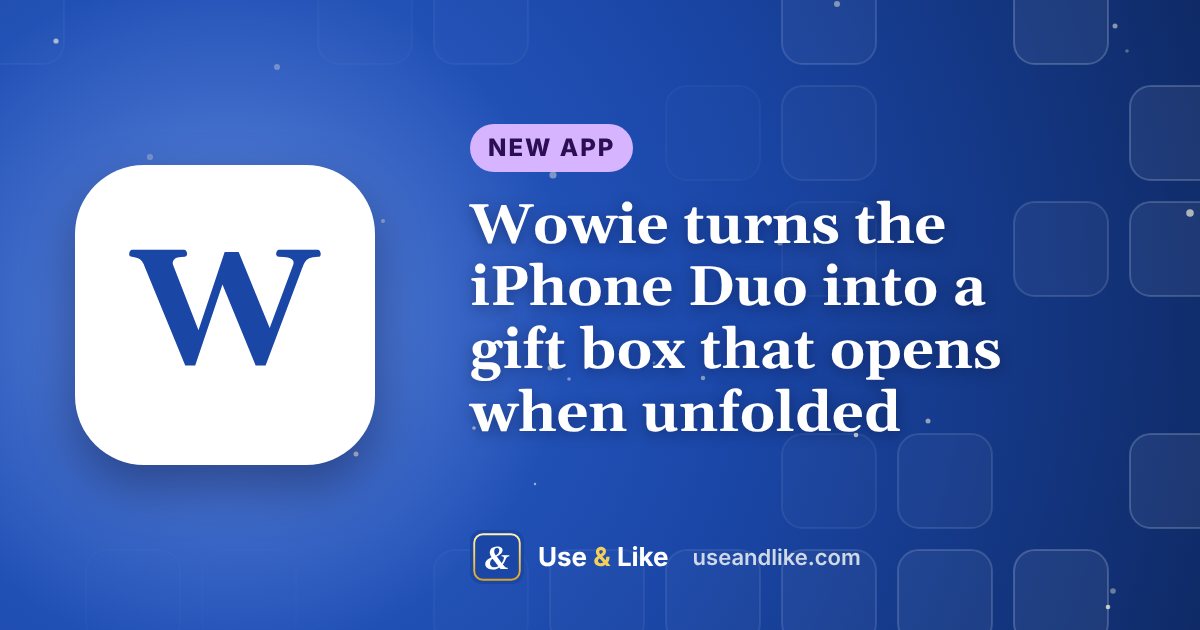 W
NEW APP
Wowie turns the
iPhone Duo into a
gift box that opens
when unfolded
& Use & Like useandlike.com